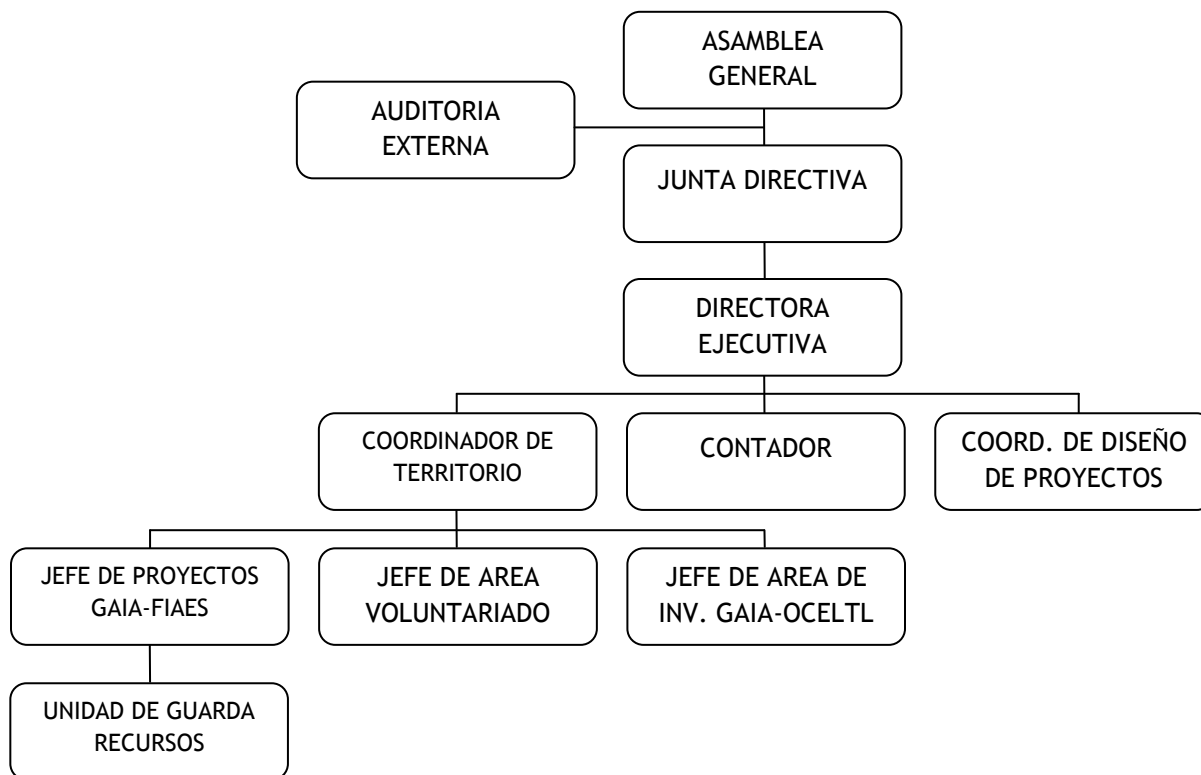 ASAMBLEA
GENERAL
AUDITORIA
EXTERNA
JUNTA DIRECTIVA
DIRECTORA
EJECUTIVA
COORDINADOR DE
TERRITORIO
CONTADOR
COORD. DE DISEÑO
DE PROYECTOS
JEFE DE PROYECTOS
GAIA-FIAES
JEFE DE AREA
VOLUNTARIADO
JEFE DE AREA DE
INV. GAIA-OCELTL
UNIDAD DE GUARDA
RECURSOS